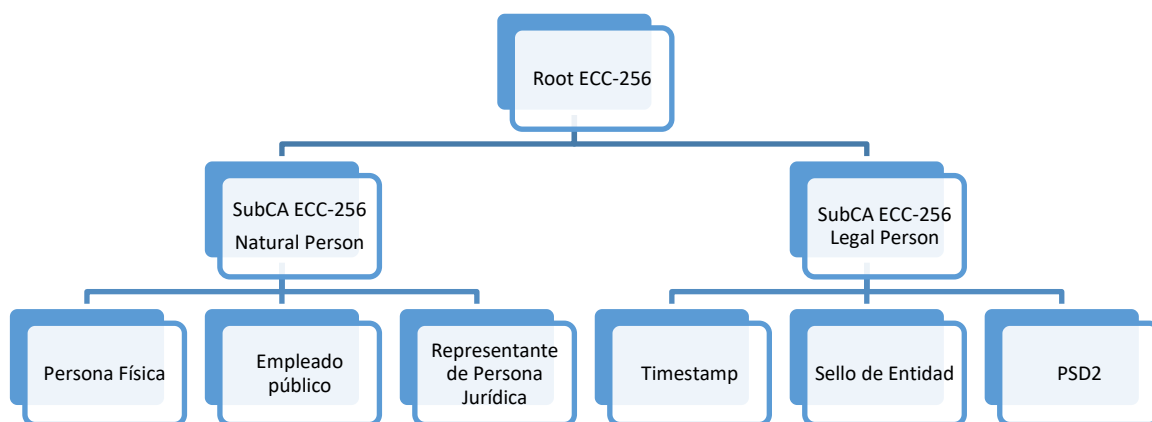 Root ECC-256
SubCA ECC-256
Natural Person
SubCA ECC-256
Legal Person
Persona Física
Empleado
público
Representante
de Persona
Jurídica
Timestamp
Sello de Entidad
PSD2